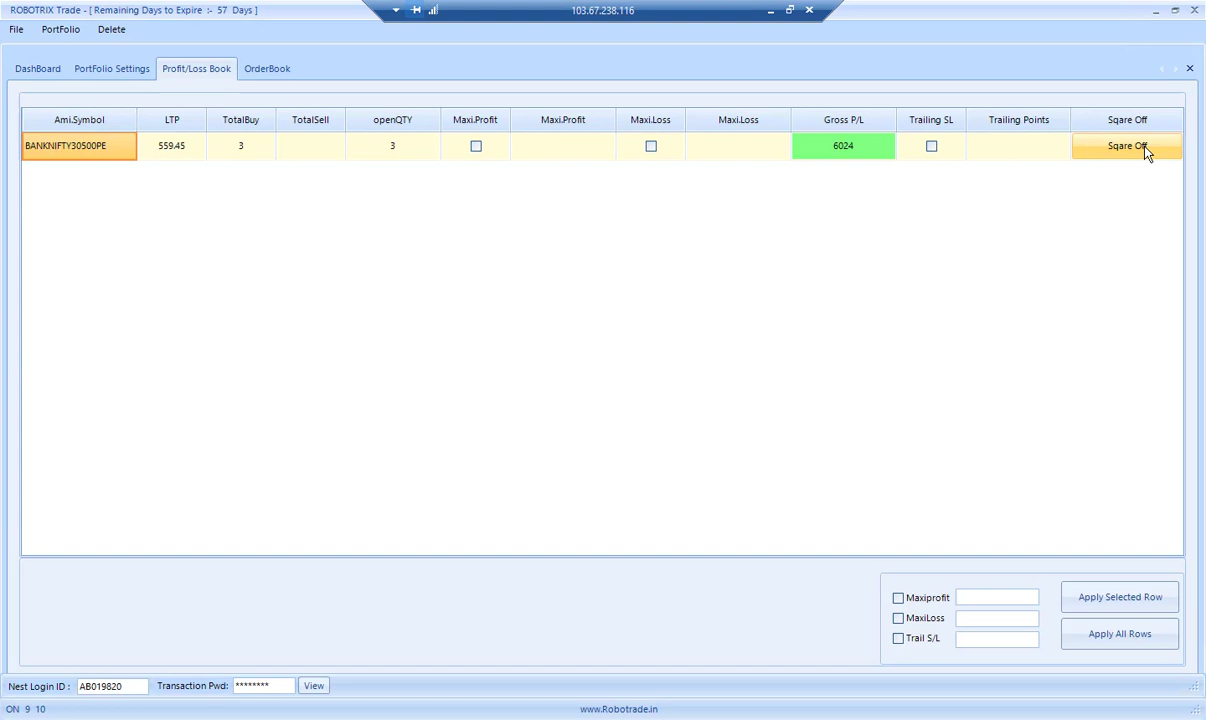 ROBOTRIX Trade - [ Remaining Days to Expire :- 57 Days ]
103.67.238.116
File PortFolio Delete
DashBoard PortFolio Settings Profit/Loss Book OrderBook
Ami.Symbol LTP TotalBuy TotalSell openQTY Maxi.Profit Maxi.Profit Maxi.Loss Maxi.Loss Gross P/L Trailing SL Trailing Points Sqare Off
BANKNIFTY30500PE 559.45 3 3 6024 Sqare Off
Maxiprofit Apply Selected Row
MaxiLoss
Trail S/L Apply All Rows
Nest Login ID : AB019820 Transaction Pwd: ******** View
ON 9 10 www.Robotrade.in